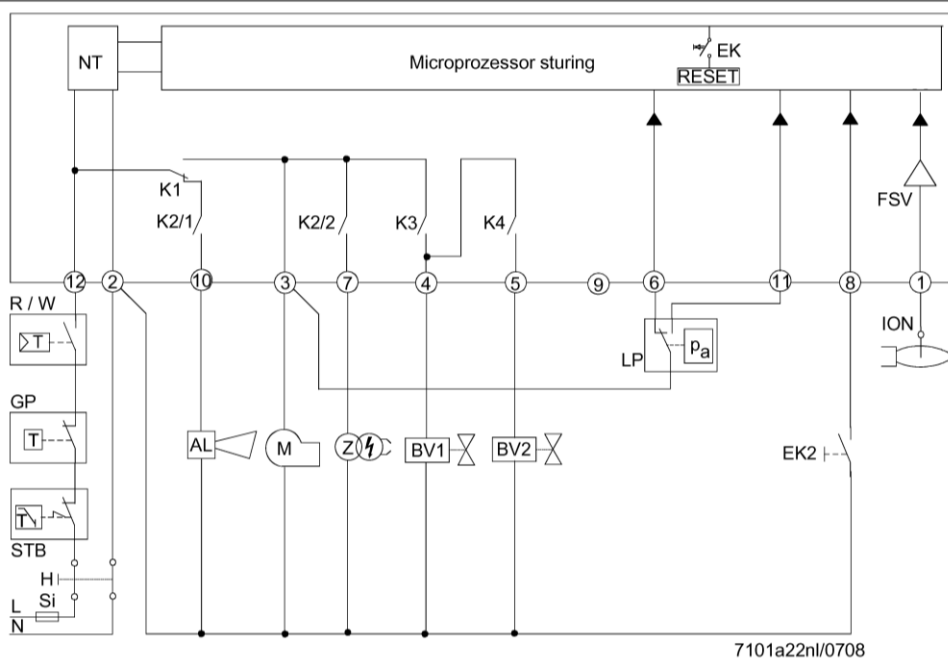 NT
Microprozessor sturing
EK
RESET
FSV
K1
K2/1
K2/2
K3
K4
12
2
10
3
7
4
5
9
6
11
8
1
R / W
T
ION
LP
pa
GP
T
AL
M
Z
BV1
BV2
EK2
T
STB
H
Si
L
N
7101a22nl/0708